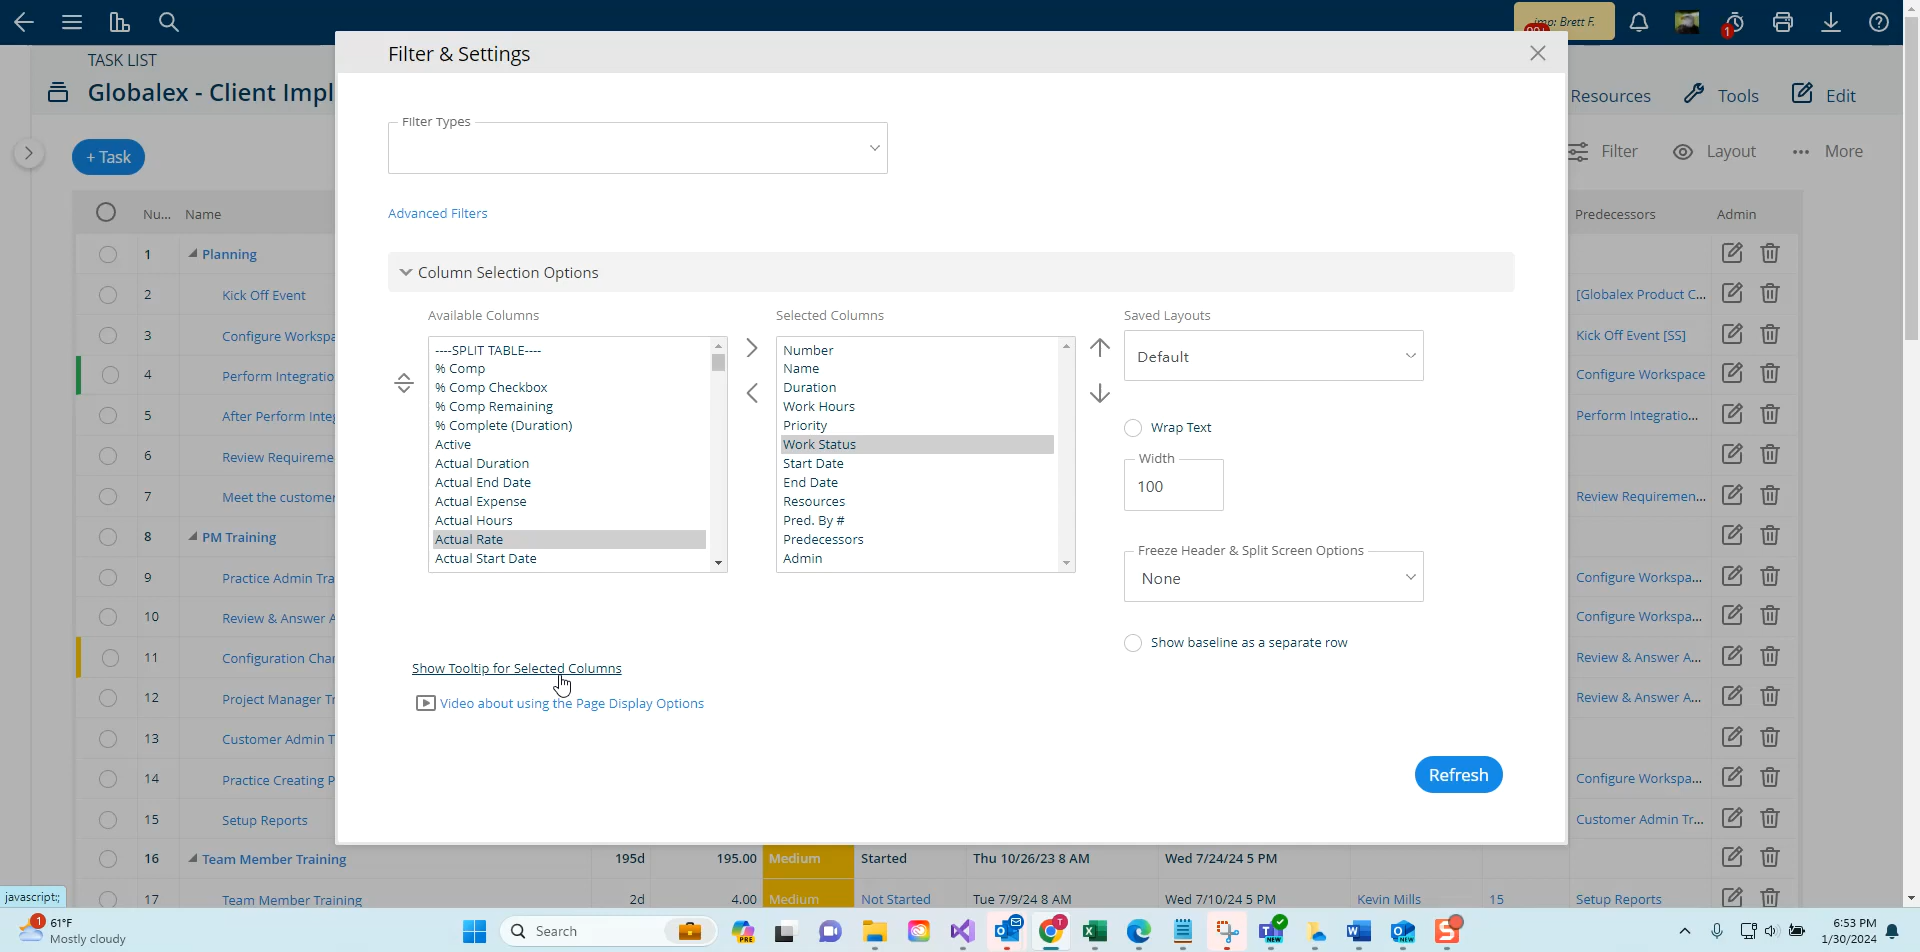 imp: Brett F.
99+
1
TASK LIST
Globalex - Client Impl
Filter & Settings
Resources
Tools
Edit
Filter Types
+ Task
Filter
Layout
More
Advanced Filters
Nu...
Name
Predecessors
Admin
Column Selection Options
1
Planning
2
Kick Off Event
[Globalex Product C...
3
Configure Workspa
Kick Off Event [SS]
4
Perform Integratio
Configure Workspace
5
After Perform Integ
Perform Integratio...
6
Review Requireme
7
Meet the customer
Review Requiremen...
8
PM Training
9
Practice Admin Tra
Configure Workspa...
10
Review & Answer A
Configure Workspa...
11
Configuration Char
Review & Answer A...
12
Project Manager Tr
Review & Answer A...
13
Customer Admin T
14
Practice Creating P
Configure Workspa...
15
Setup Reports
Customer Admin Tr...
Available Columns
----SPLIT TABLE----
% Comp
% Comp Checkbox
% Comp Remaining
% Complete (Duration)
Active
Actual Duration
Actual End Date
Actual Expense
Actual Hours
Actual Rate
Actual Start Date
Selected Columns
Number
Name
Duration
Work Hours
Priority
Work Status
Start Date
End Date
Resources
Pred. By #
Predecessors
Admin
Saved Layouts
Default
Wrap Text
Width
100
Freeze Header & Split Screen Options
None
Show baseline as a separate row
Show Tooltip for Selected Columns
Video about using the Page Display Options
Refresh
16
Team Member Training
195d
195.00
Medium
Started
Thu 10/26/23 8 AM
Wed 7/24/24 5 PM
17
Team Member Training
2d
4.00
Medium
Not Started
Tue 7/9/24 8 AM
Wed 7/10/24 5 PM
Kevin Mills
15
Setup Reports
javascript:;
1
61°F
Mostly cloudy
Search
PRE
T
NEW
NEW
6:53 PM
1/30/2024